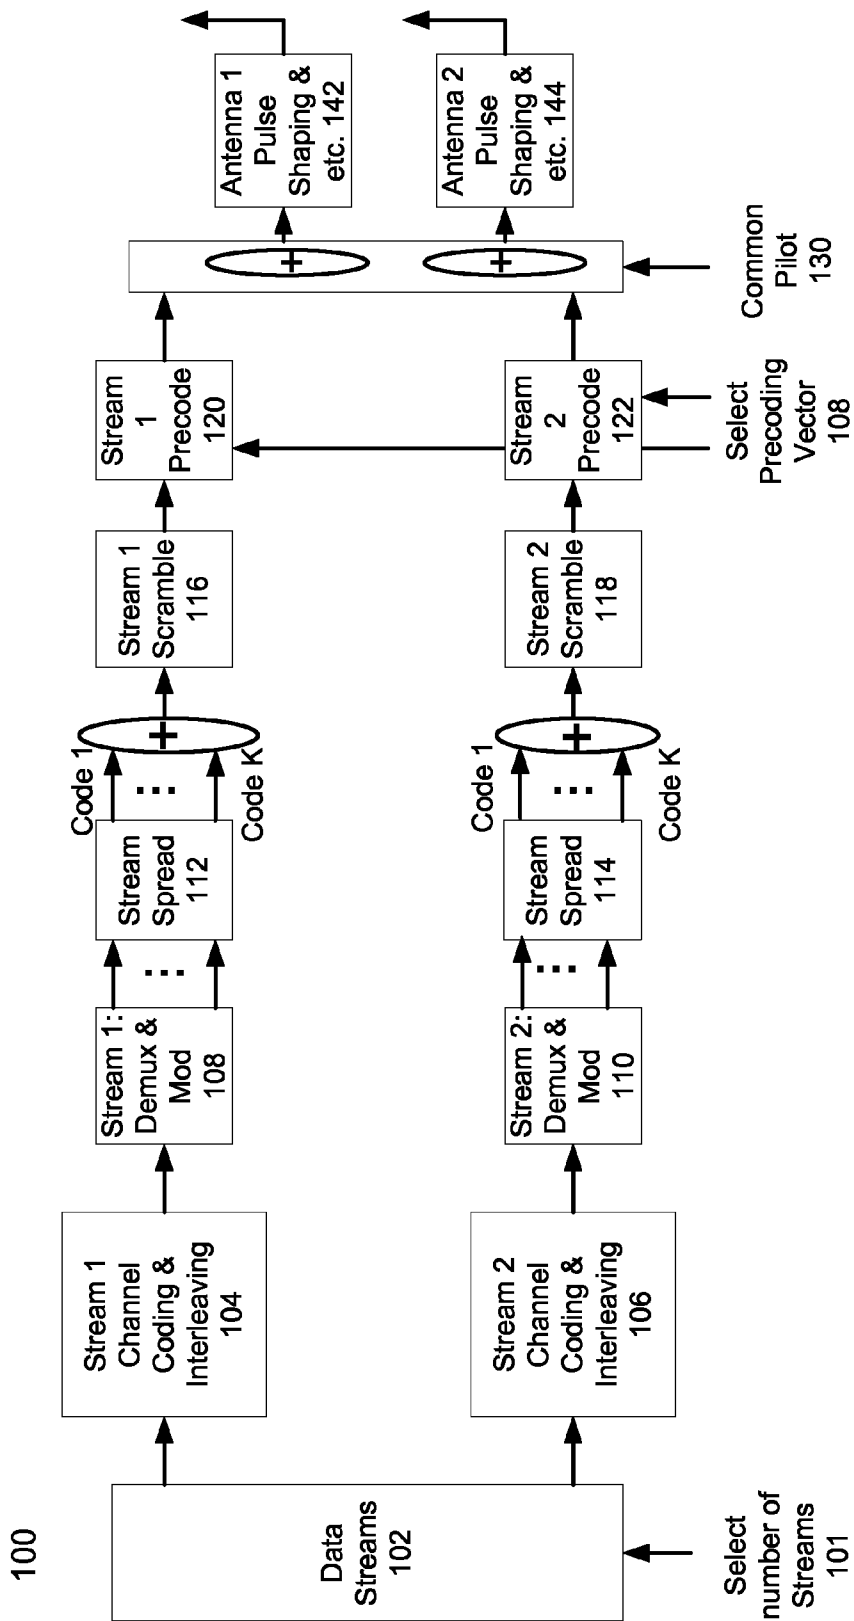 100
Data
Streams
102
Select
number of
Streams
101
Stream 1
Channel
Coding &
Interleaving
104
Stream 2
Channel
Coding &
Interleaving
106
Stream 1:
Demux &
Mod
108
...
Stream 2:
Demux &
Mod
110
...
Stream
Spread
112
Code 1
...
Code K
Stream
Spread
114
Code 1
...
Code K
+
+
Stream 1
Scramble
116
Stream 2
Scramble
118
Stream
1
Precode
120
Stream
2
Precode
122
Select
Precoding
Vector
108
+
+
Common
Pilot
130
Antenna 1
Pulse
Shaping &
etc. 142
Antenna 2
Pulse
Shaping &
etc. 144